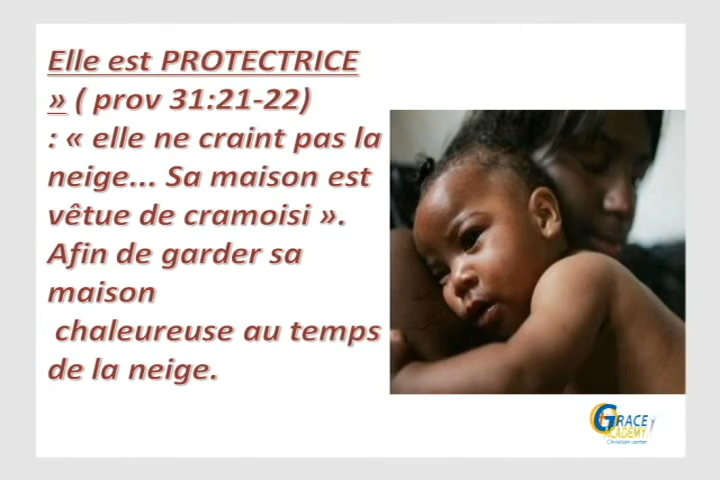 Elle est PROTECTRICE
» ( prov 31:21-22)
: « elle ne craint pas la
neige... Sa maison est
vêtue de cramoisi ».
Afin de garder sa
maison
chaleureuse au temps
de la neige.
GRACE
ACADEMY
Christian center